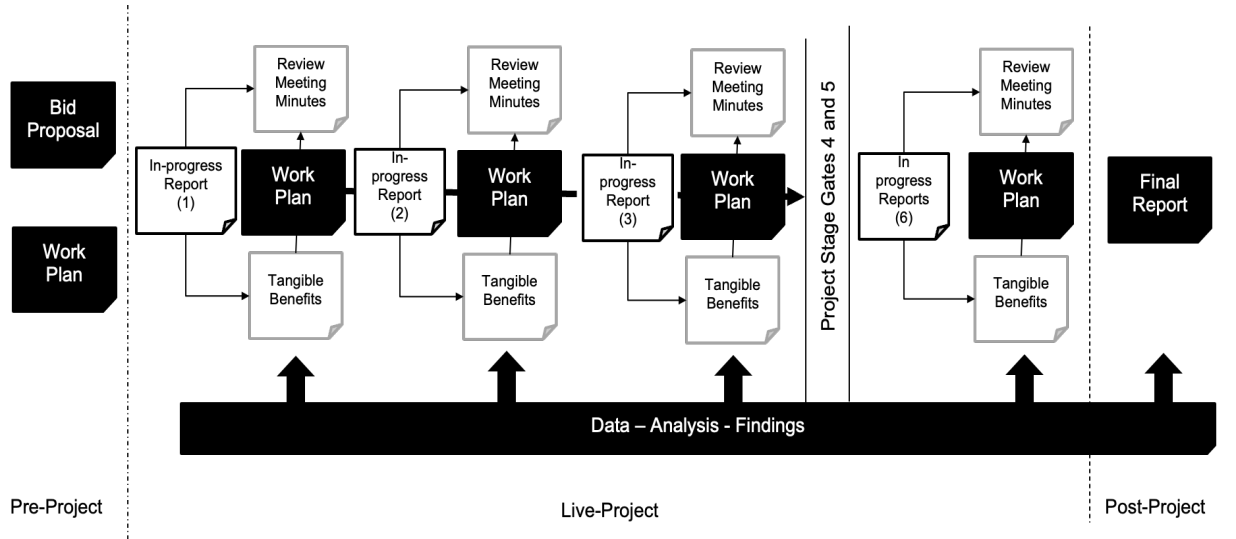 Bid
Proposal
Work
Plan
Review
Meeting
Minutes
In-progress
Report
(1)
Work
Plan
Tangible
Benefits
Review
Meeting
Minutes
In-
progress
Report
(2)
Work
Plan
Tangible
Benefits
Review
Meeting
Minutes
In-
progress
Report
(3)
Work
Plan
Tangible
Benefits
Project Stage Gates 4 and 5
Review
Meeting
Minutes
In
progress
Reports
(6)
Work
Plan
Tangible
Benefits
Final
Report
Data – Analysis - Findings
Pre-Project
Live-Project
Post-Project